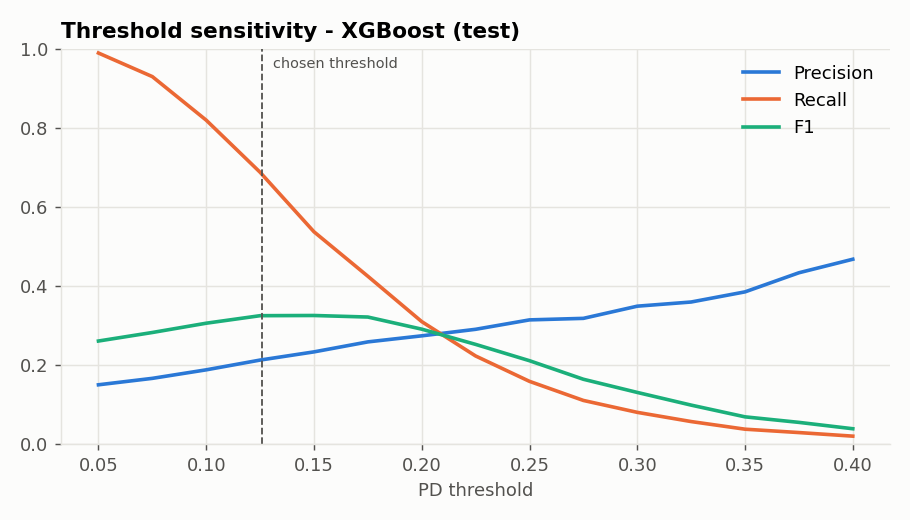 Threshold sensitivity - XGBoost (test)
chosen threshold
Precision
Recall
F1
1.0
0.8
0.6
0.4
0.2
0.0
0.05 0.10 0.15 0.20 0.25 0.30 0.35 0.40
PD threshold